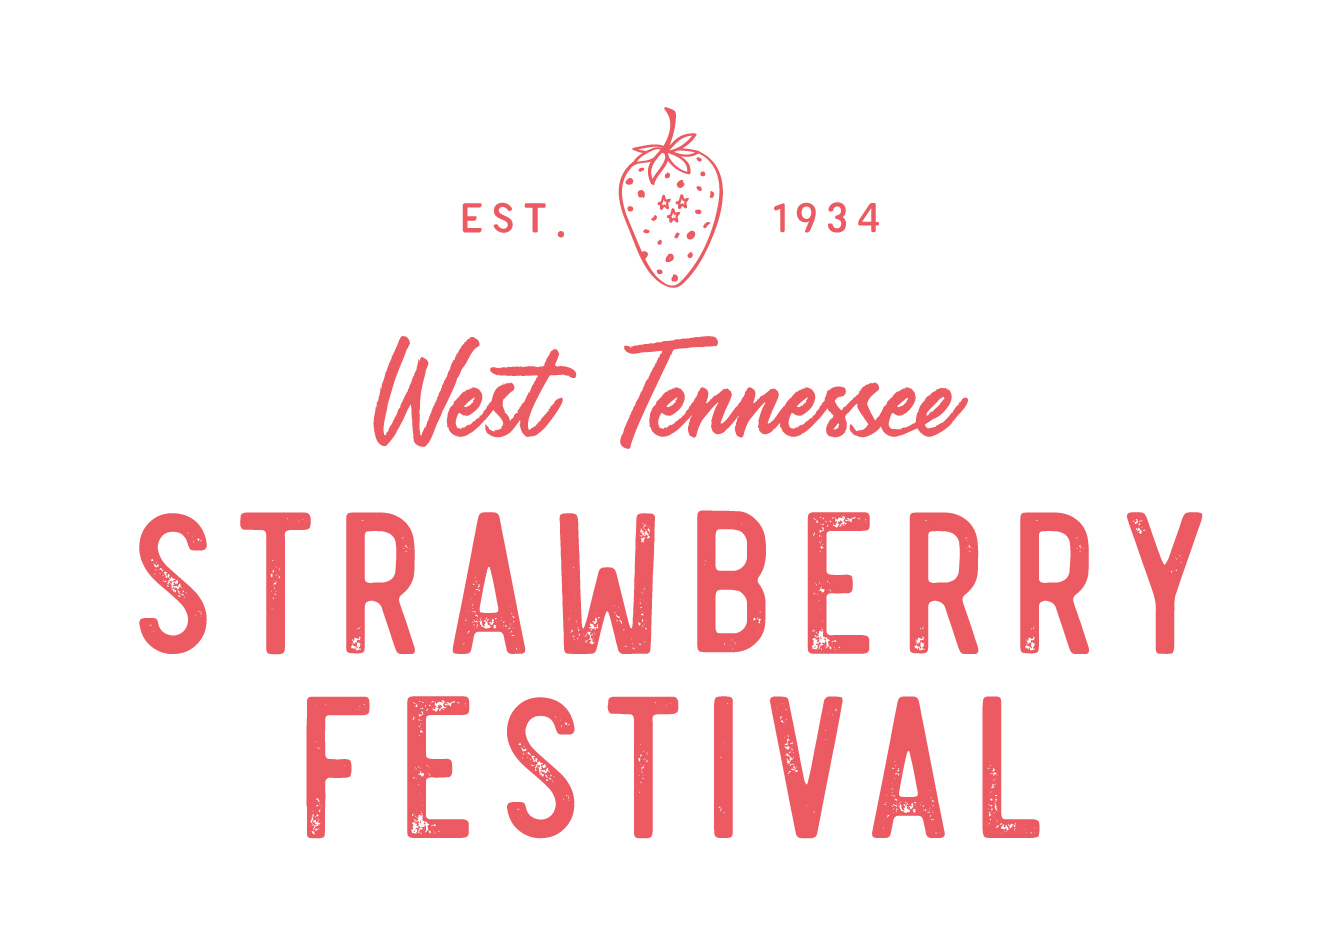 EST. 1934
West Tennessee
STRAWBERRY
FESTIVAL